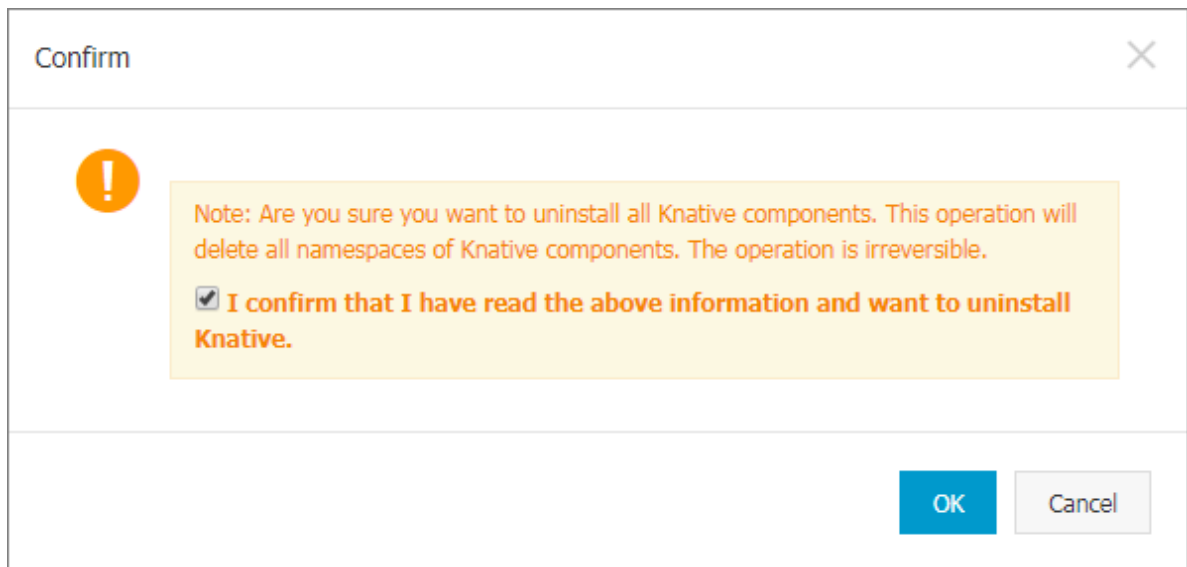 Confirm
Note: Are you sure you want to uninstall all Knative components. This operation will
delete all namespaces of Knative components. The operation is irreversible.
I confirm that I have read the above information and want to uninstall
Knative.
OK
Cancel